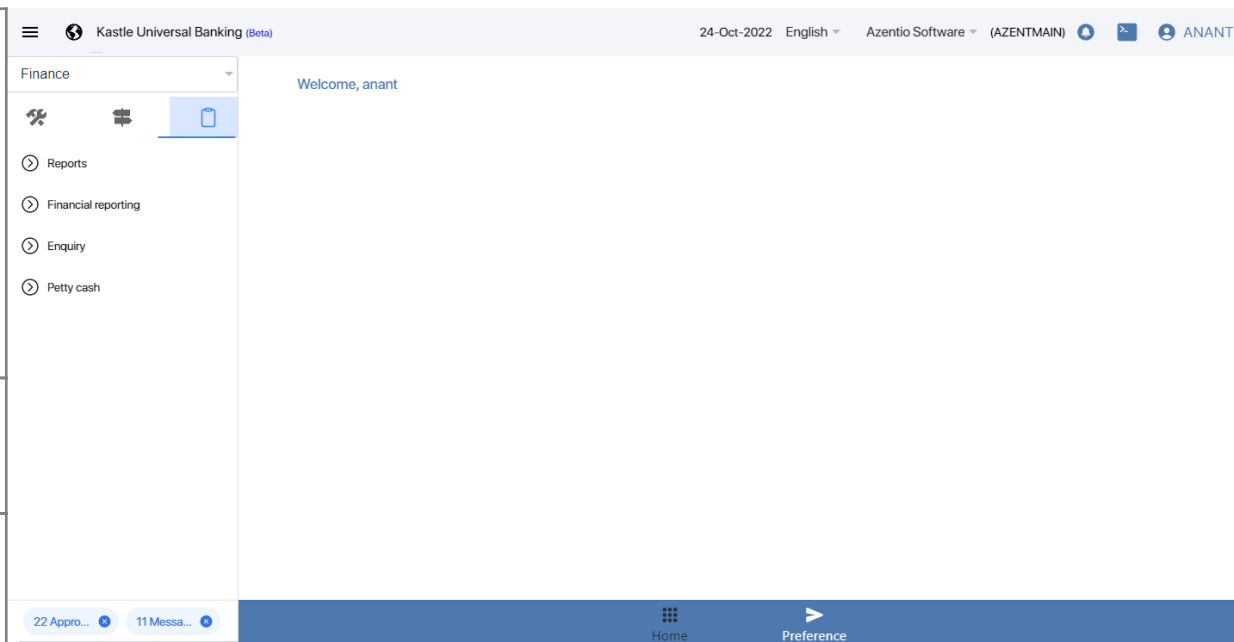 Kastle Universal Banking (Beta)
24-Oct-2022 English Azentio Software (AZENTMAIN) ANANT
Finance
Welcome, anant
Reports
Financial reporting
Enquiry
Petty cash
22 Appro... 11 Messa...
Home Preference